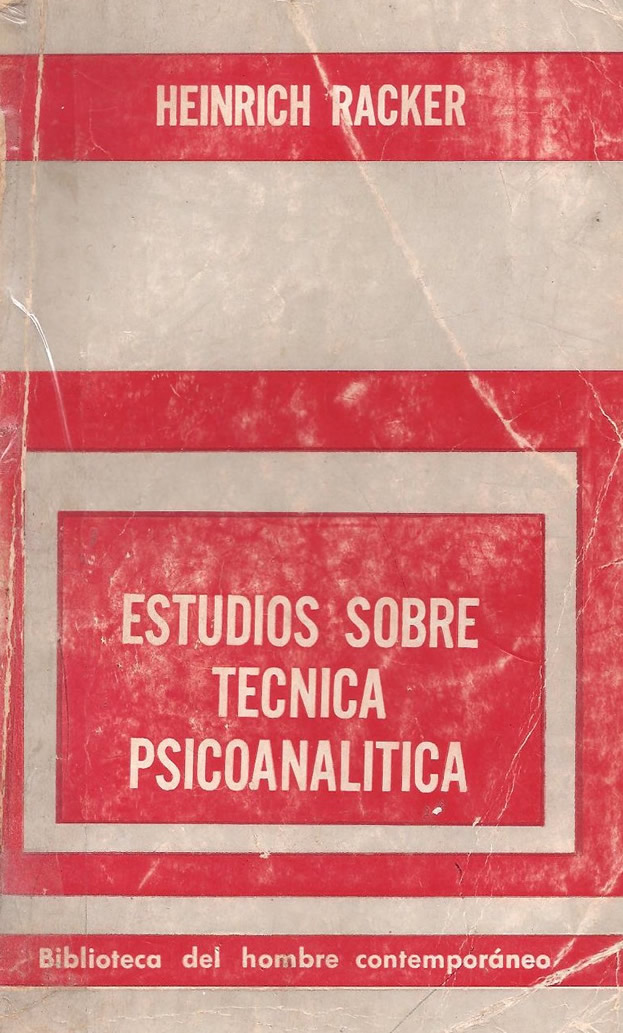 HEINRICH RACKER
ESTUDIOS SOBRE
TECNICA
PSICOANALITICA
Biblioteca del hombre contemporáneo